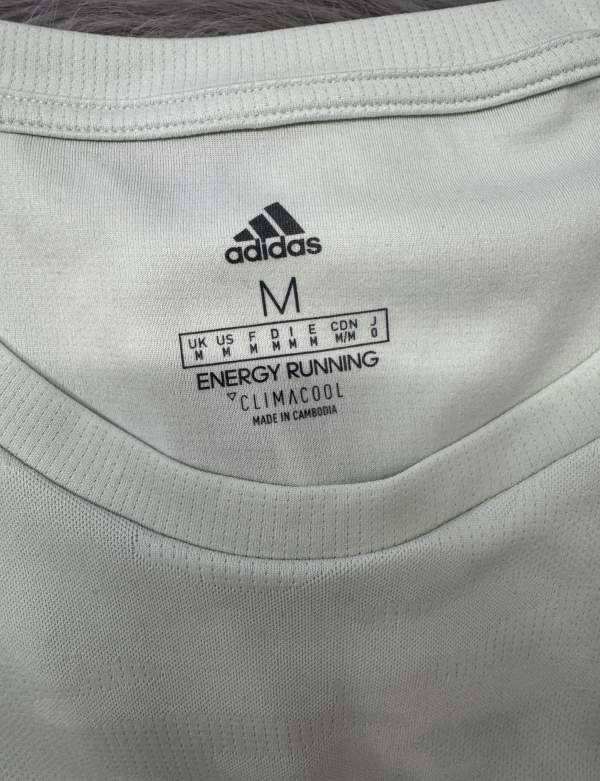 adidas
M
UK US F D I E CDN J
M M M M M M M/M O
ENERGY RUNNING
CLIMACOOL
MADE IN CAMBODIA